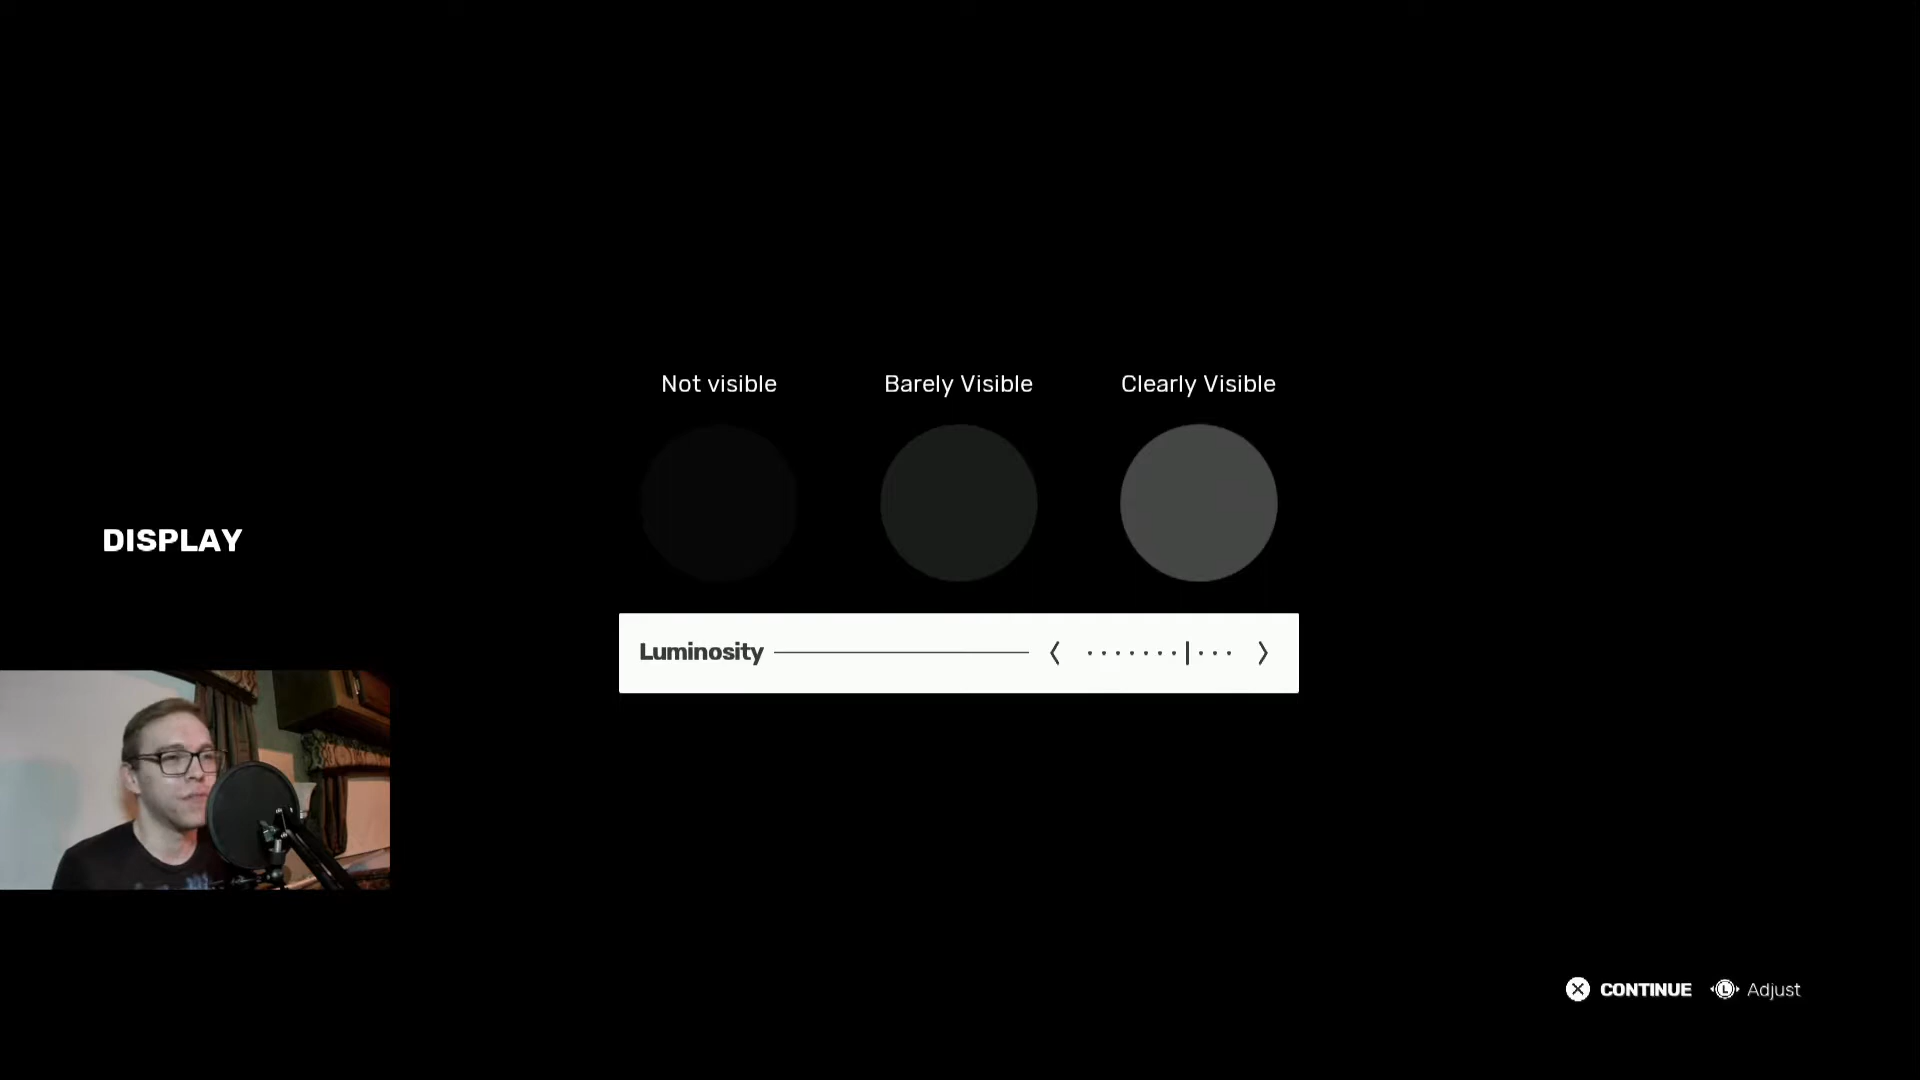 Not visible
Barely Visible
Clearly Visible
DISPLAY
Luminosity
CONTINUE
L
Adjust